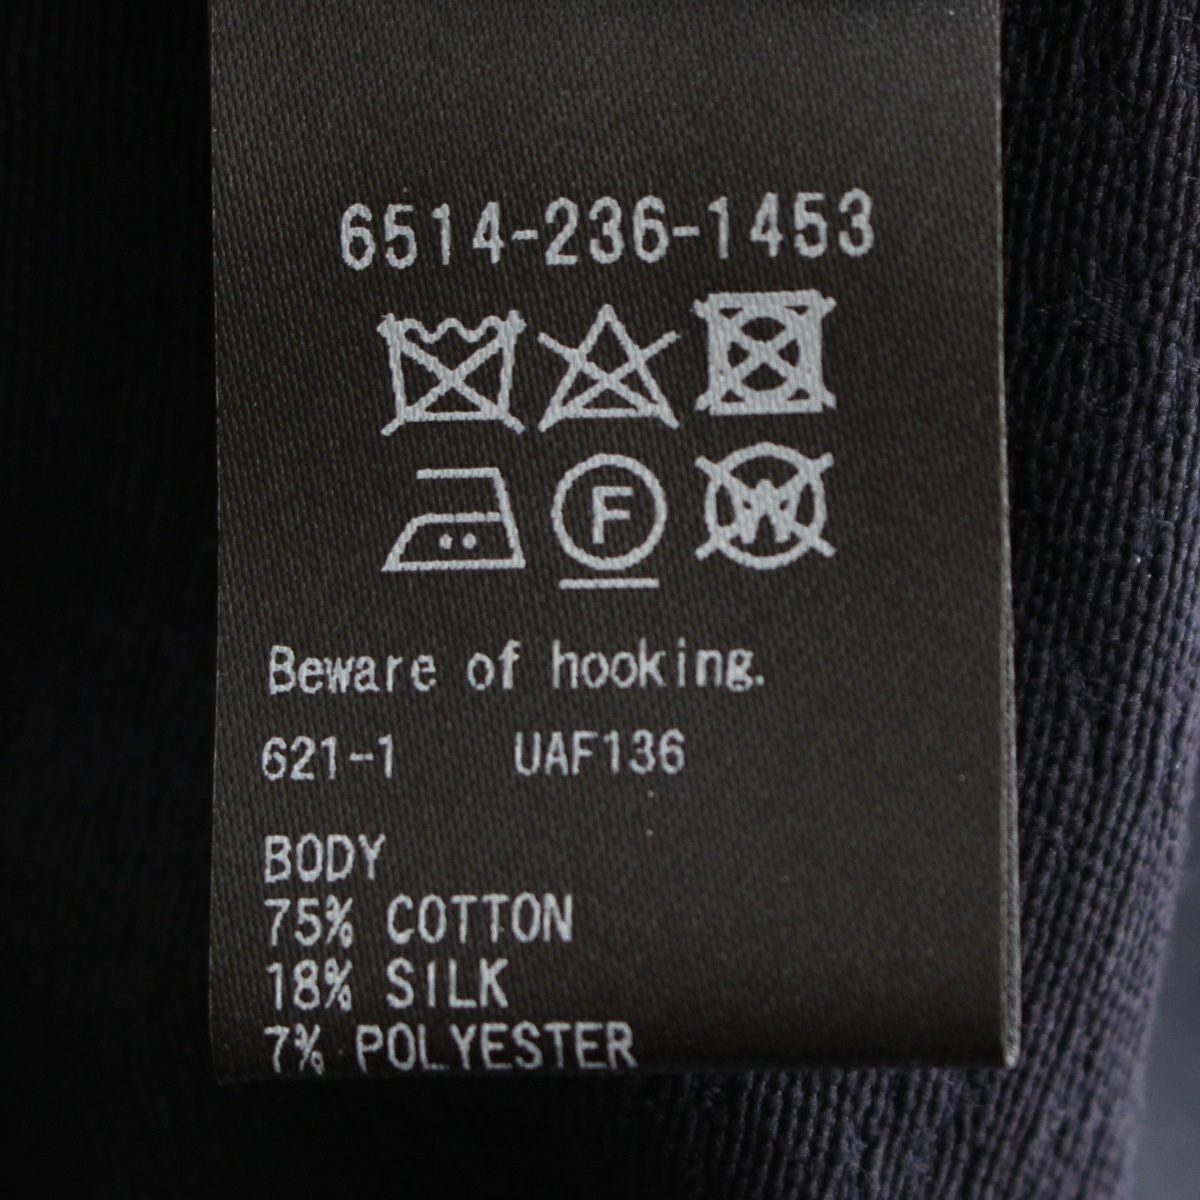 6514-236-1453
F W
Beware of hooking.
621-1 UAF136
BODY
75% COTTON
18% SILK
7% POLYESTER